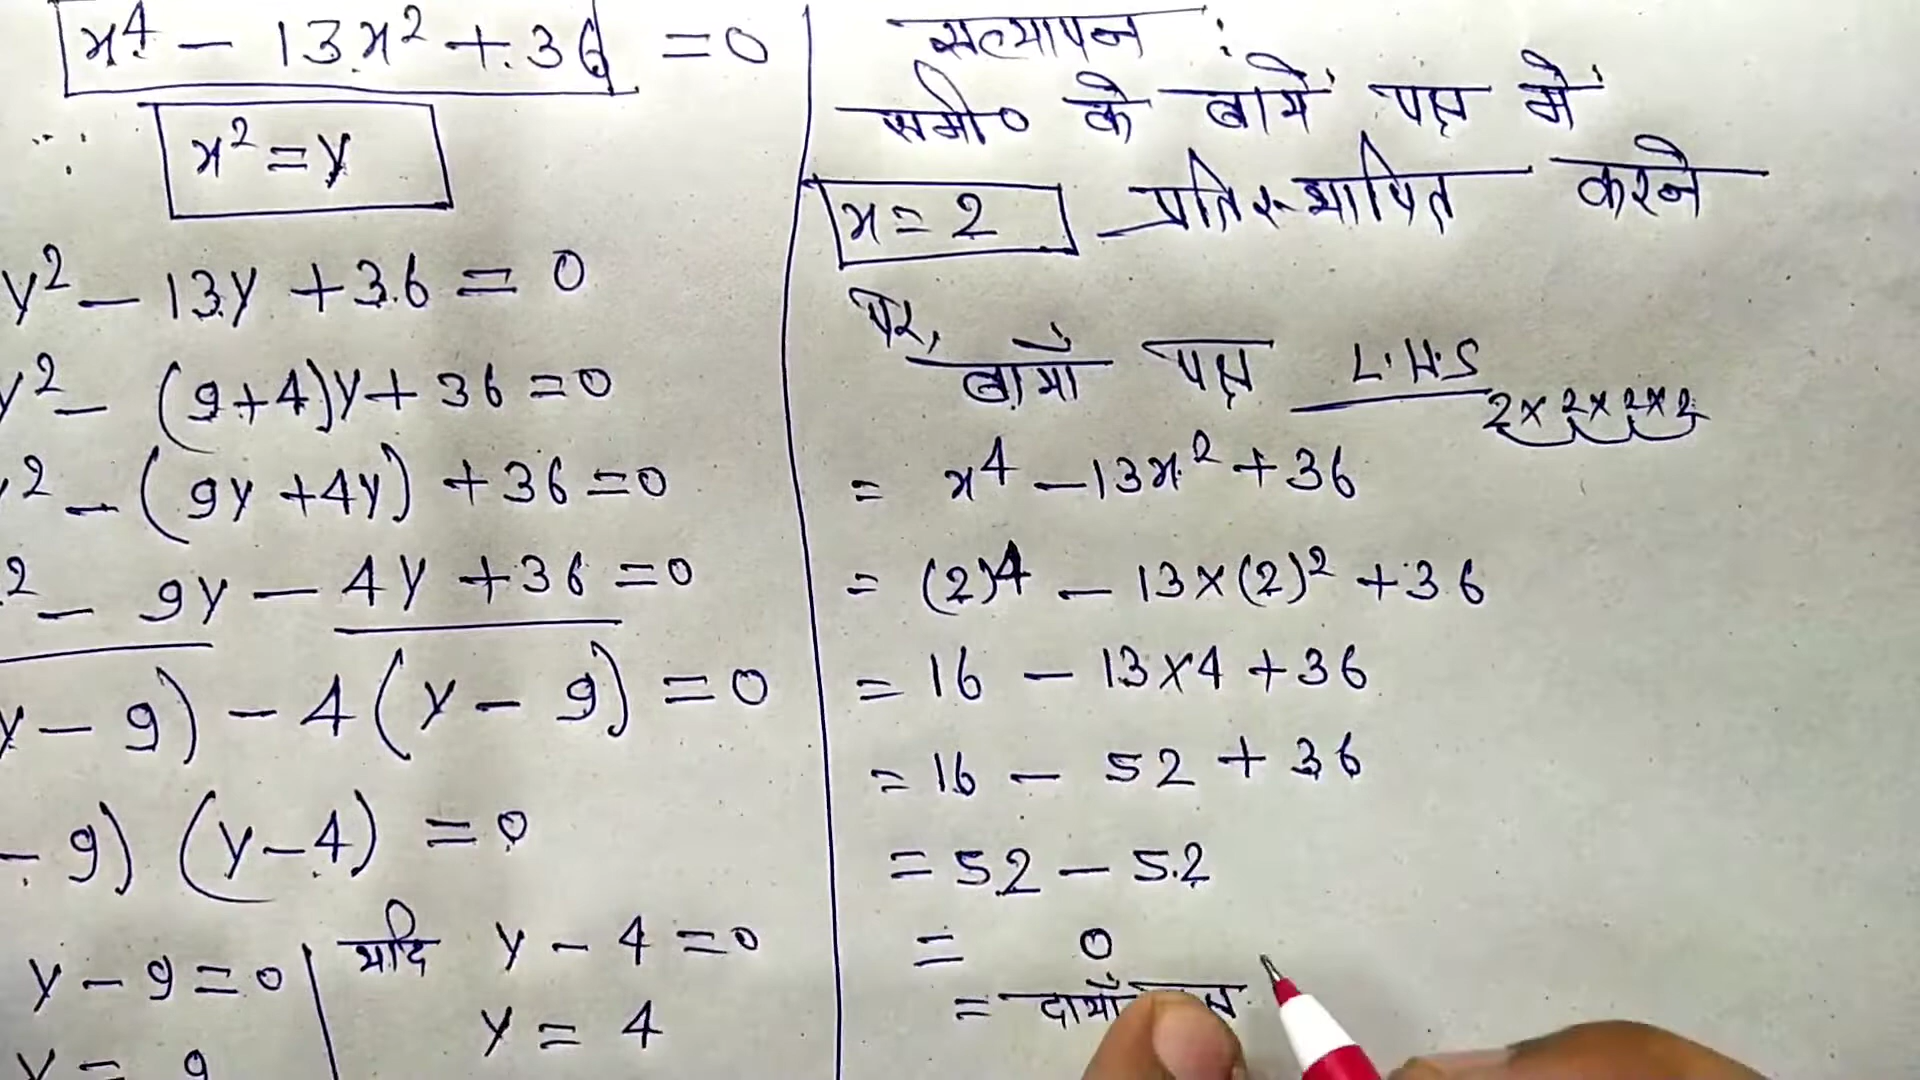 x⁴ - 13x² + 36 = 0
∵ x² = y
y² - 13y + 36 = 0
y² - (9+4)y + 36 = 0
y² - (9y + 4y) + 36 = 0
² - 9y - 4y + 36 = 0
y - 9) - 4(y - 9) = 0
- 9) (y - 4) = 0
y - 9 = 0
y = 9
यदि y - 4 = 0
y = 4
सत्यापन :
समी० के बायें पक्ष में
x = 2 प्रतिस्थापित करने
पर,
बायाँ पक्ष L.H.S
2×2×2×2
= x⁴ - 13x² + 36
= (2)⁴ - 13×(2)² + 36
= 16 - 13×4 + 36
= 16 - 52 + 36
= 52 - 52
= 0
= दायाँ